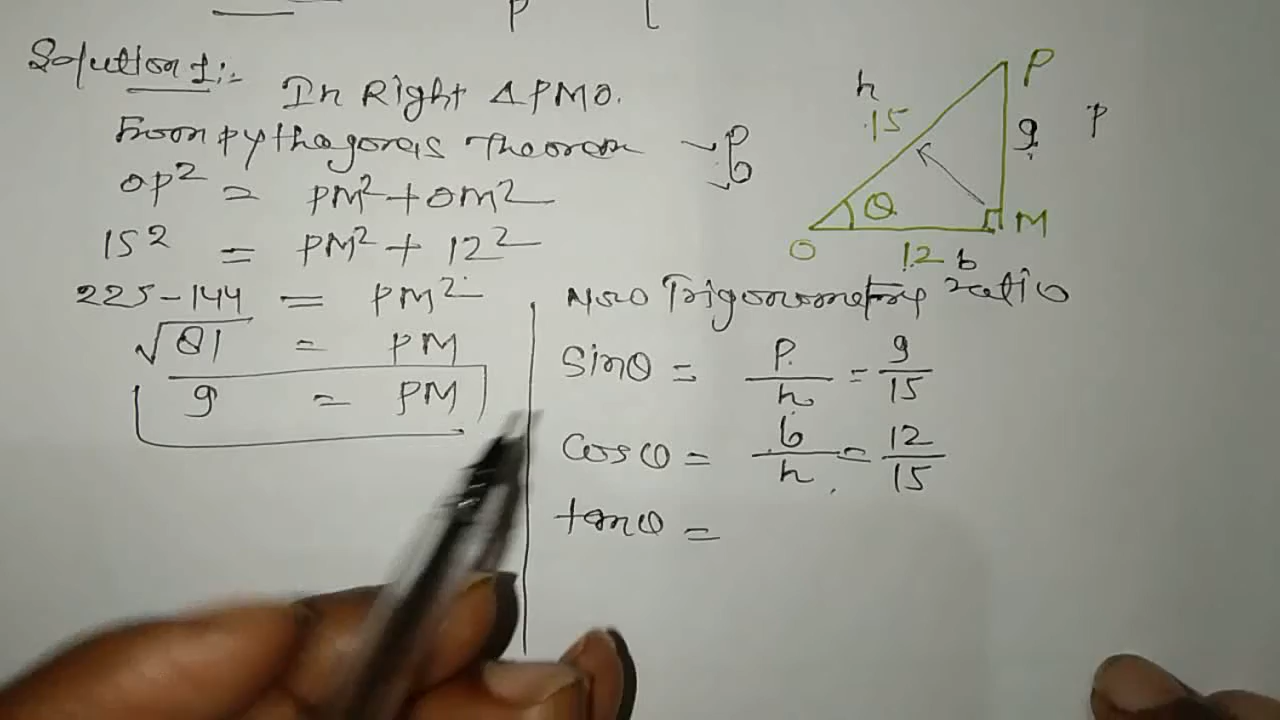 Solution 1:-
In Right △PMO.
From pythagoras Theorem
OP² = PM² + OM²
15² = PM² + 12²
225-144 = PM²
√81 = PM
9 = PM
h
15
P
9
p
θ
O
M
12 b
Now Trigonometry ratio
Sinθ = p/h = 9/15
Cosθ = b/h = 12/15
tanθ =